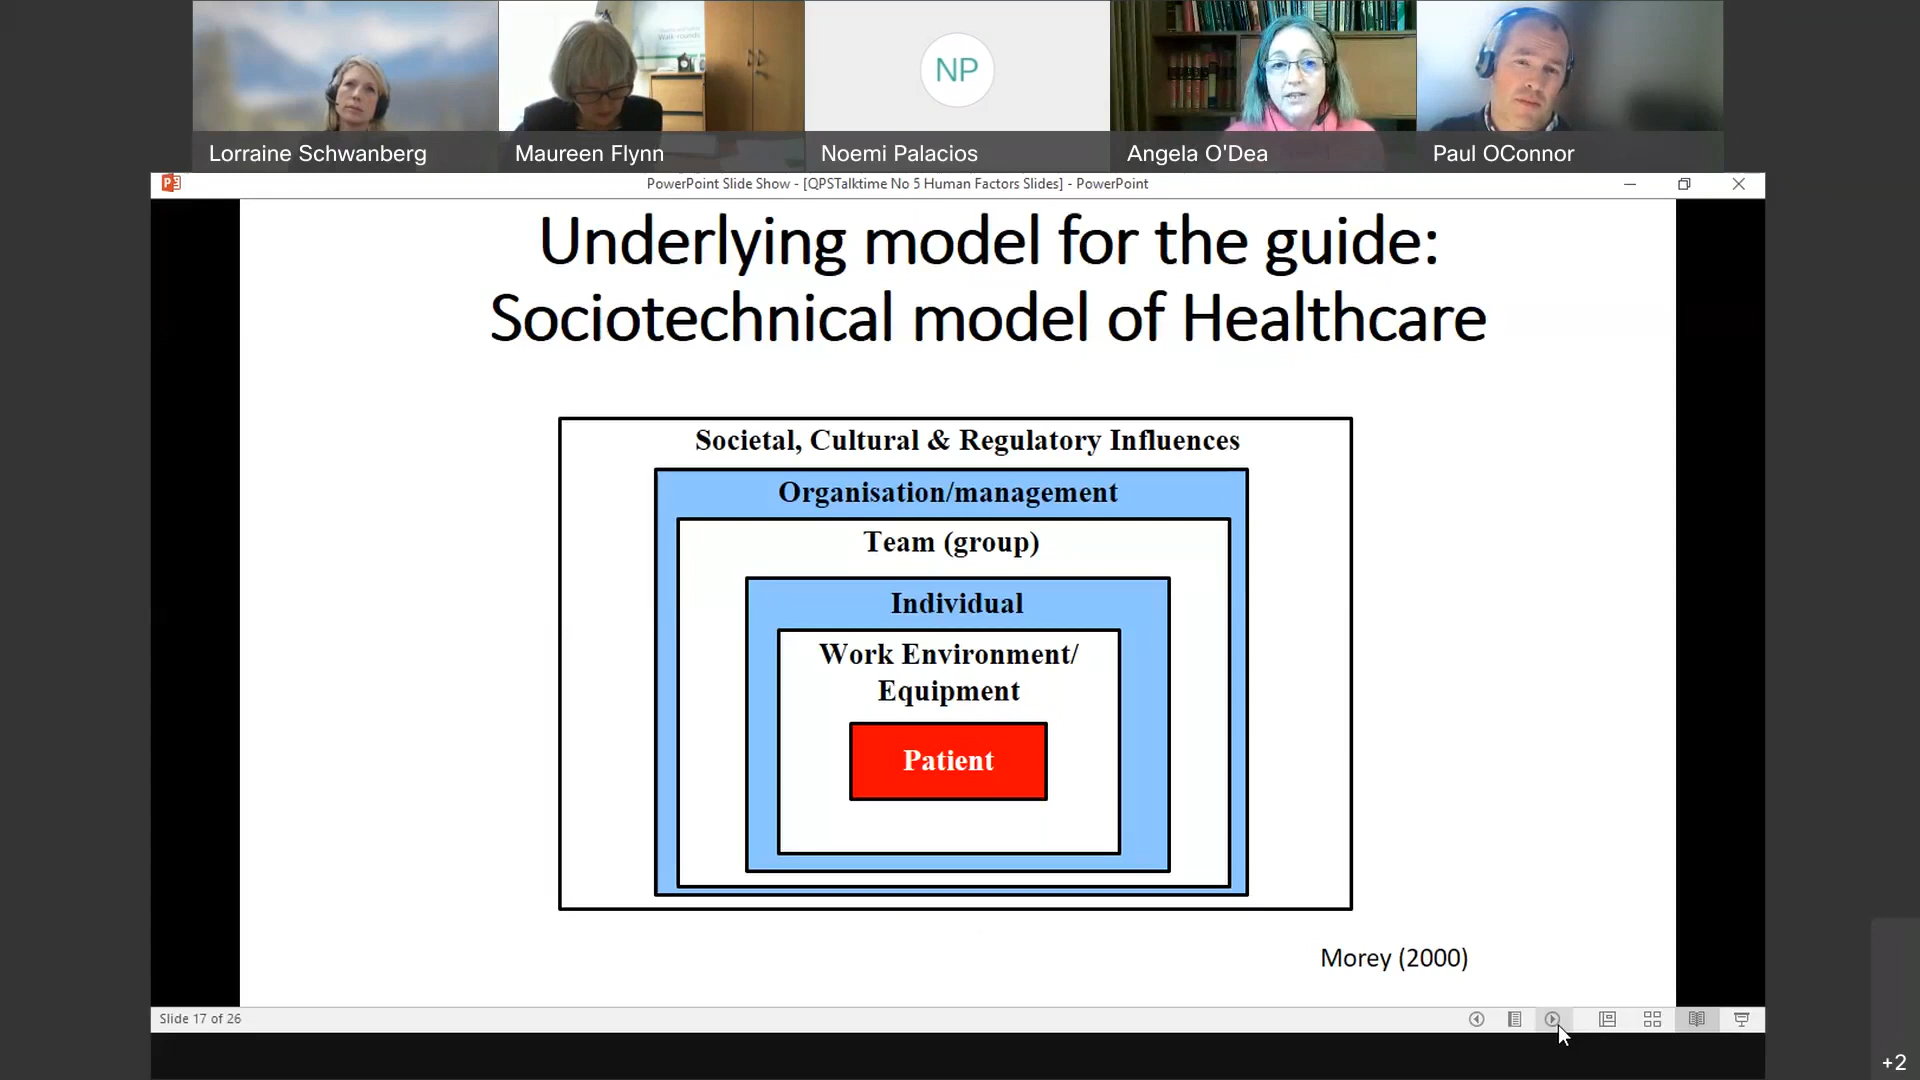 NP
Lorraine Schwanberg
Maureen Flynn
Noemi Palacios
Angela O'Dea
Paul OConnor
PowerPoint Slide Show - [QPSTalktime No 5 Human Factors Slides] - PowerPoint
Underlying model for the guide:
Sociotechnical model of Healthcare
Societal, Cultural & Regulatory Influences
Organisation/management
Team (group)
Individual
Work Environment/
Equipment
Patient
Morey (2000)
Slide 17 of 26
+2